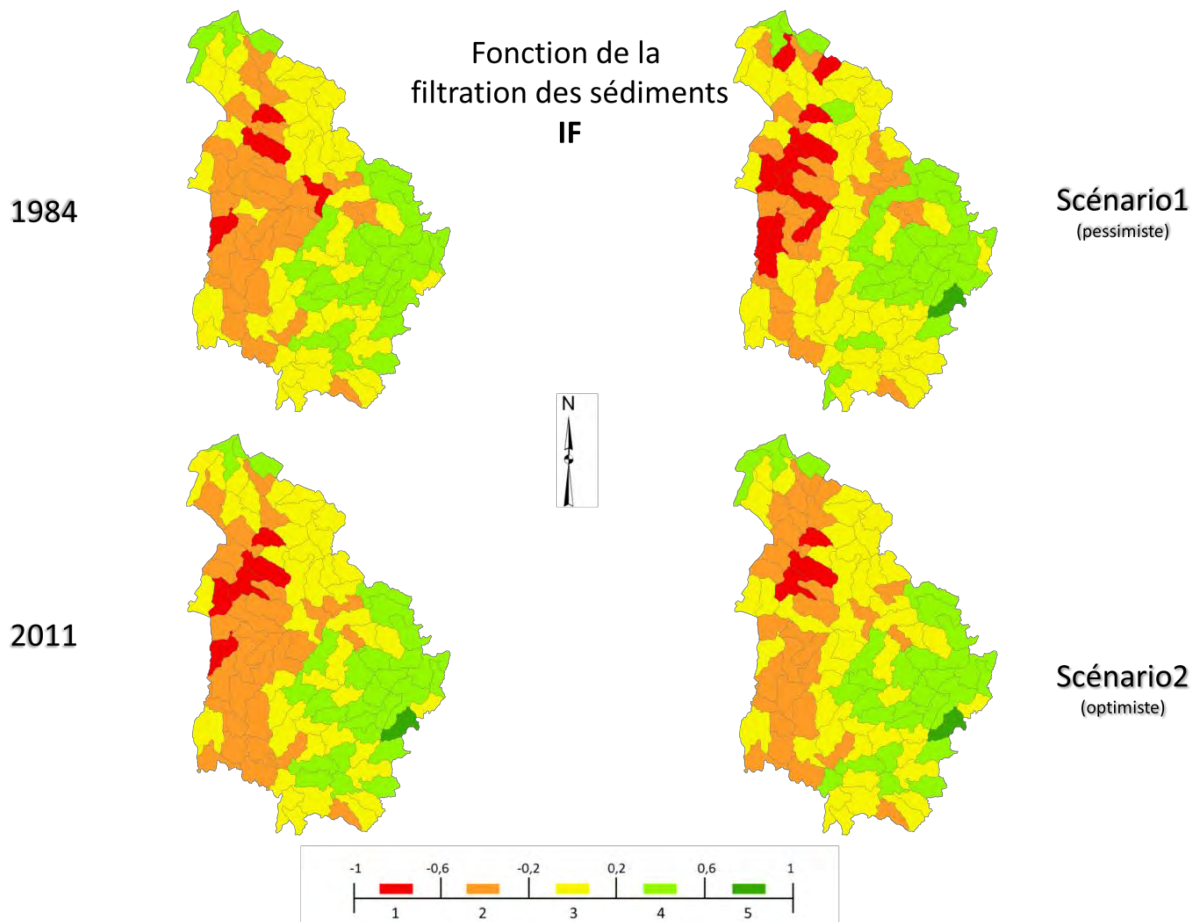 Fonction de la
filtration des sédiments
IF
1984
Scénario1
(pessimiste)
N
2011
Scénario2
(optimiste)
-1 -0,6 -0,2 0,2 0,6 1
1 2 3 4 5